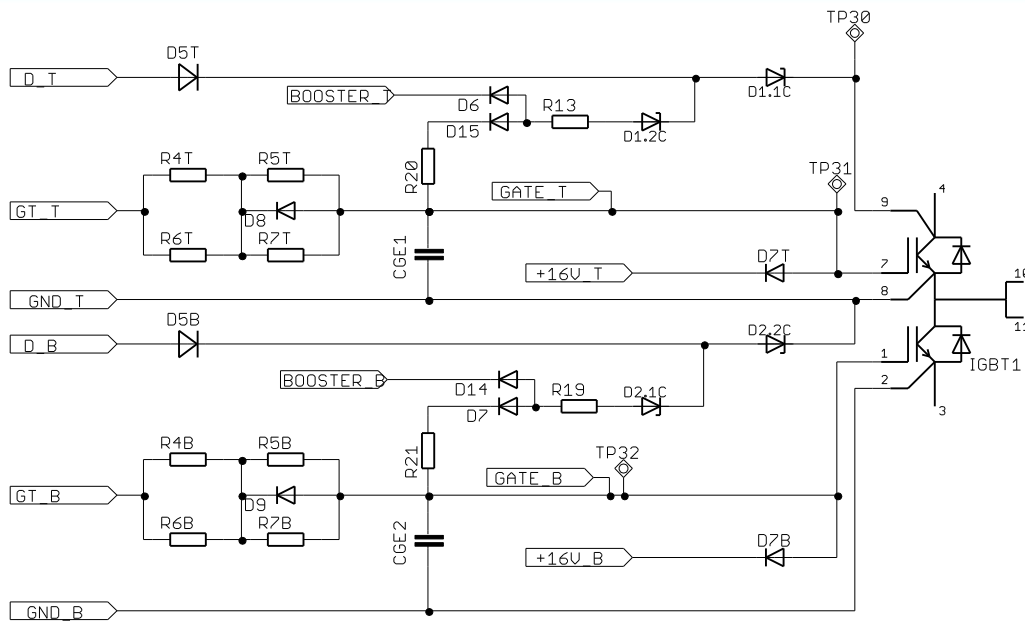 TP30
D5T
D_T
D1.1C
BOOSTER_T
D6
R13
D15
D1.2C
R4T
R5T
R20
TP31
GATE_T
4
9
GT_T
D8
R6T
R7T
CGE1
D7T
+16V_T
7
8
GND_T
10
D5B
D_B
D2.2C
11
1
IGBT1
BOOSTER_B
D14
R19
D2.1C
2
D7
3
R4B
R5B
R21
TP32
GATE_B
GT_B
D9
R6B
R7B
CGE2
D7B
+16V_B
GND_B